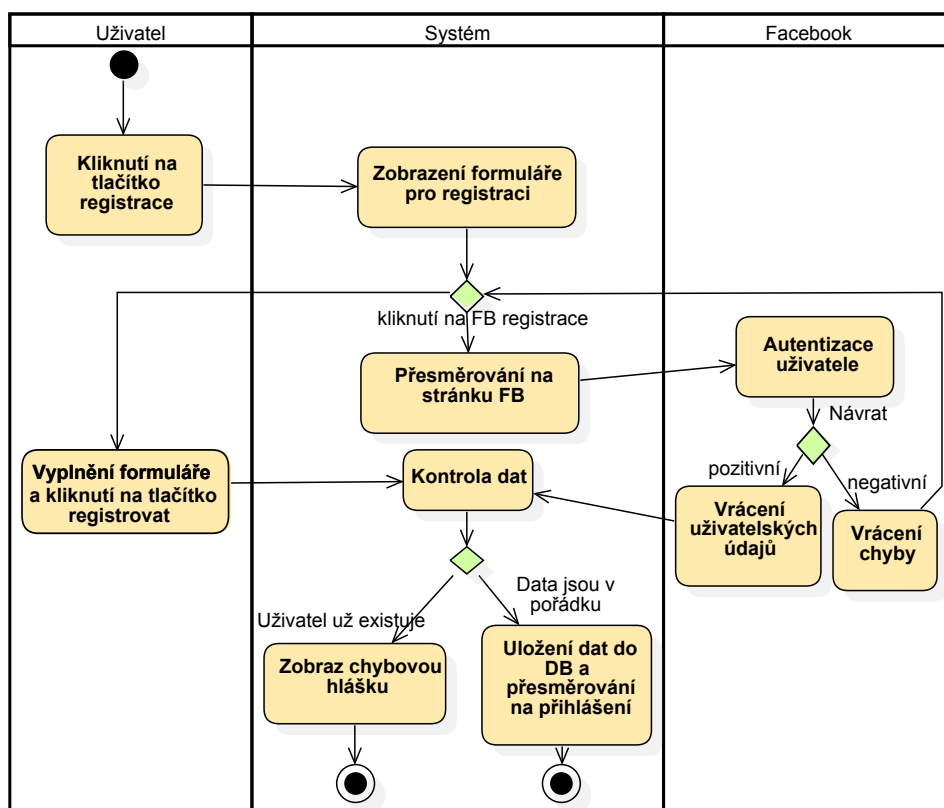 Uživatel
Systém
Facebook
Kliknutí na
tlačítko
registrace
Zobrazení formuláře
pro registraci
kliknutí na FB registrace
Přesměrování na
stránku FB
Autentizace
uživatele
Návrat
pozitivní
negativní
Vyplnění formuláře
a kliknutí na tlačítko
registrovat
Kontrola dat
Vrácení
uživatelských
údajů
Vrácení
chyby
Data jsou v
pořádku
Uživatel už existuje
Zobraz chybovou
hlášku
Uložení dat do
DB a
přesměrování
na přihlášení